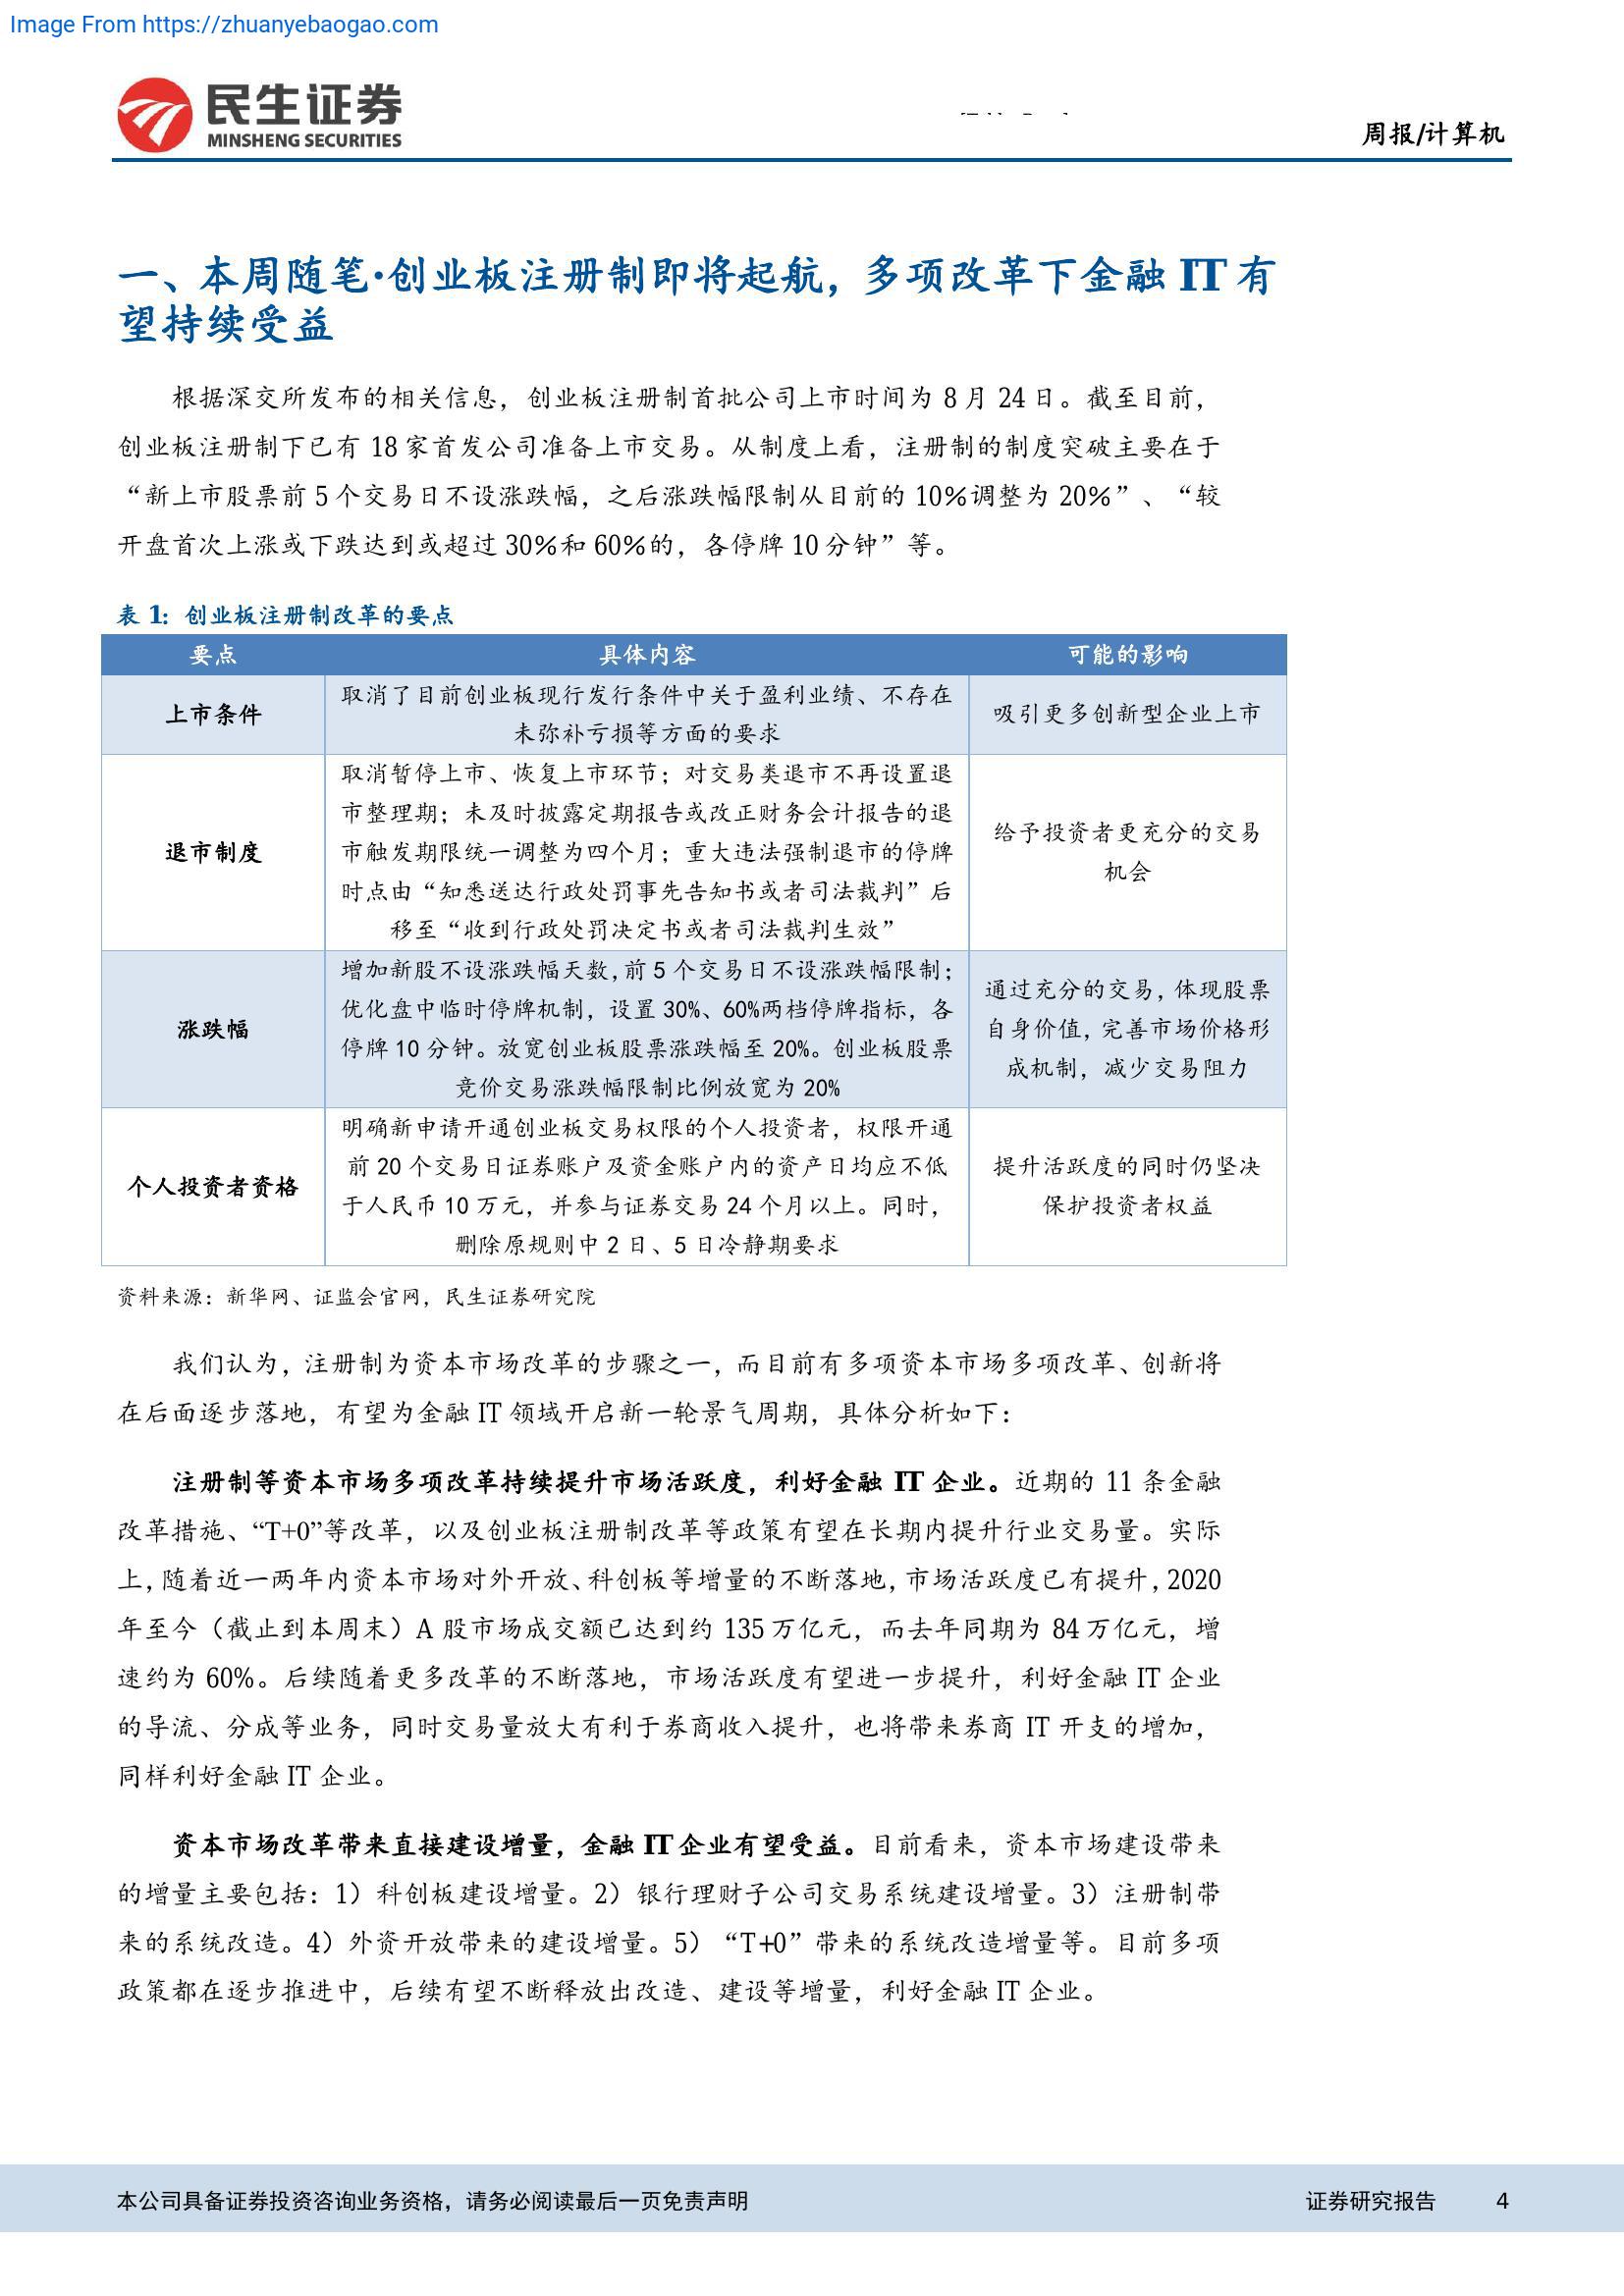 Image From https://zhuanyebaogao.com
民生证券
MINSHENG SECURITIES
周报/计算机
一、本周随笔·创业板注册制即将起航，多项改革下金融 IT 有
望持续受益
根据深交所发布的相关信息，创业板注册制首批公司上市时间为 8 月 24 日。截至目前，
创业板注册制下已有 18 家首发公司准备上市交易。从制度上看，注册制的制度突破主要在于
“新上市股票前 5 个交易日不设涨跌幅，之后涨跌幅限制从目前的 10%调整为 20%”、“较
开盘首次上涨或下跌达到或超过 30%和 60%的，各停牌 10 分钟”等。
表 1：创业板注册制改革的要点
要点 具体内容 可能的影响
上市条件
取消了目前创业板现行发行条件中关于盈利业绩、不存在
未弥补亏损等方面的要求
吸引更多创新型企业上市
退市制度
取消暂停上市、恢复上市环节；对交易类退市不再设置退
市整理期；未及时披露定期报告或改正财务会计报告的退
市触发期限统一调整为四个月；重大违法强制退市的停牌
时点由“知悉送达行政处罚事先告知书或者司法裁判”后
移至“收到行政处罚决定书或者司法裁判生效”
给予投资者更充分的交易
机会
涨跌幅
增加新股不设涨跌幅天数，前 5 个交易日不设涨跌幅限制；
优化盘中临时停牌机制，设置 30%、60%两档停牌指标，各
停牌 10 分钟。放宽创业板股票涨跌幅至 20%。创业板股票
竞价交易涨跌幅限制比例放宽为 20%
通过充分的交易，体现股票
自身价值，完善市场价格形
成机制，减少交易阻力
个人投资者资格
明确新申请开通创业板交易权限的个人投资者，权限开通
前 20 个交易日证券账户及资金账户内的资产日均应不低
于人民币 10 万元，并参与证券交易 24 个月以上。同时，
删除原规则中 2 日、5 日冷静期要求
提升活跃度的同时仍坚决
保护投资者权益
资料来源：新华网、证监会官网，民生证券研究院
我们认为，注册制为资本市场改革的步骤之一，而目前有多项资本市场多项改革、创新将
在后面逐步落地，有望为金融 IT 领域开启新一轮景气周期，具体分析如下：
注册制等资本市场多项改革持续提升市场活跃度，利好金融 IT 企业。近期的 11 条金融
改革措施、“T+0”等改革，以及创业板注册制改革等政策有望在长期内提升行业交易量。实际
上，随着近一两年内资本市场对外开放、科创板等增量的不断落地，市场活跃度已有提升，2020
年至今（截止到本周末）A 股市场成交额已达到约 135 万亿元，而去年同期为 84 万亿元，增
速约为 60%。后续随着更多改革的不断落地，市场活跃度有望进一步提升，利好金融 IT 企业
的导流、分成等业务，同时交易量放大有利于券商收入提升，也将带来券商 IT 开支的增加，
同样利好金融 IT 企业。
资本市场改革带来直接建设增量，金融 IT 企业有望受益。目前看来，资本市场建设带来
的增量主要包括：1）科创板建设增量。2）银行理财子公司交易系统建设增量。3）注册制带
来的系统改造。4）外资开放带来的建设增量。5）“T+0”带来的系统改造增量等。目前多项
政策都在逐步推进中，后续有望不断释放出改造、建设等增量，利好金融 IT 企业。
本公司具备证券投资咨询业务资格，请务必阅读最后一页免责声明 证券研究报告 4